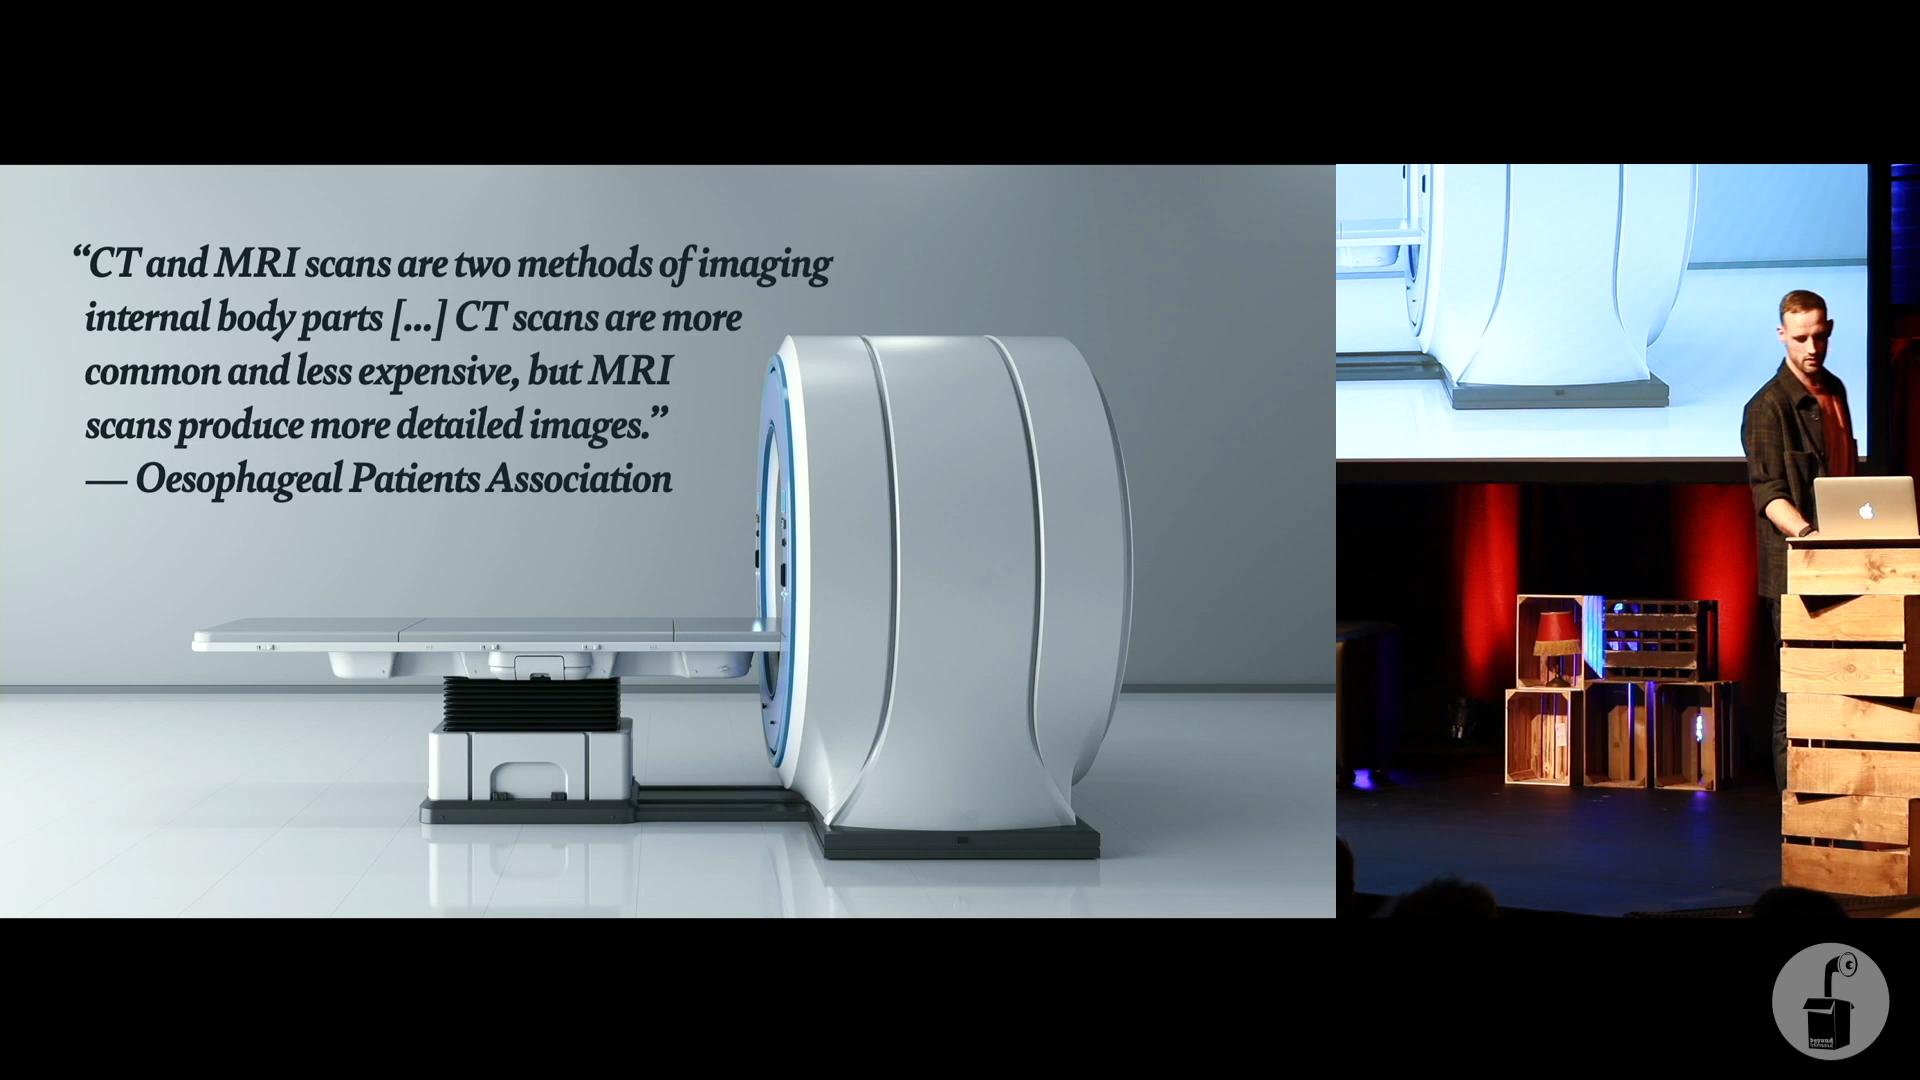 “CT and MRI scans are two methods of imaging
internal body parts [...] CT scans are more
common and less expensive, but MRI
scans produce more detailed images.”
— Oesophageal Patients Association
beyond